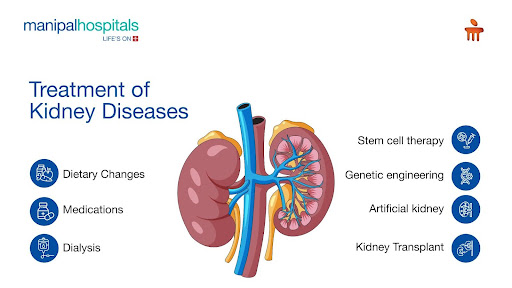 manipalhospitals
LIFE'S ON
Treatment of
Kidney Diseases
Dietary Changes
Medications
Dialysis
Stem cell therapy
Genetic engineering
Artificial kidney
Kidney Transplant